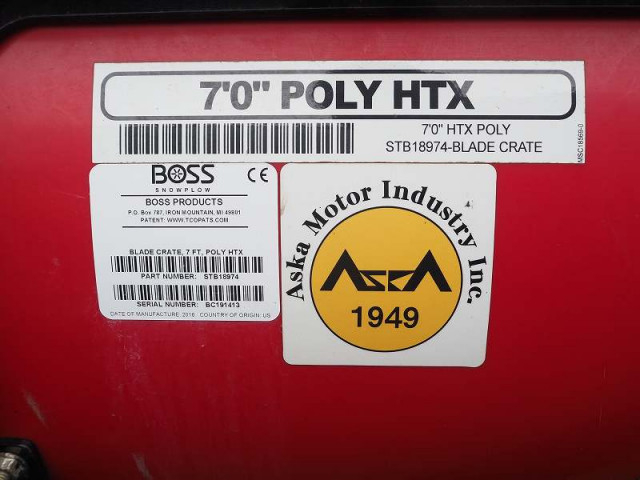 7'0" POLY HTX
7'0" HTX POLY
STB18974-BLADE CRATE
MSC18569-0
BOSS
SNOWPLOW
CE
BOSS PRODUCTS
P.O. Box 787, IRON MOUNTAIN, MI 49801
PATENT: WWW.TCOPATS.COM
BLADE CRATE, 7 FT, POLY HTX
PART NUMBER: STB18974
SERIAL NUMBER: BC191413
DATE OF MANUFACTURE: 2018 COUNTRY OF ORIGIN: US
Aska Motor Industry Inc.
ASKA
1949